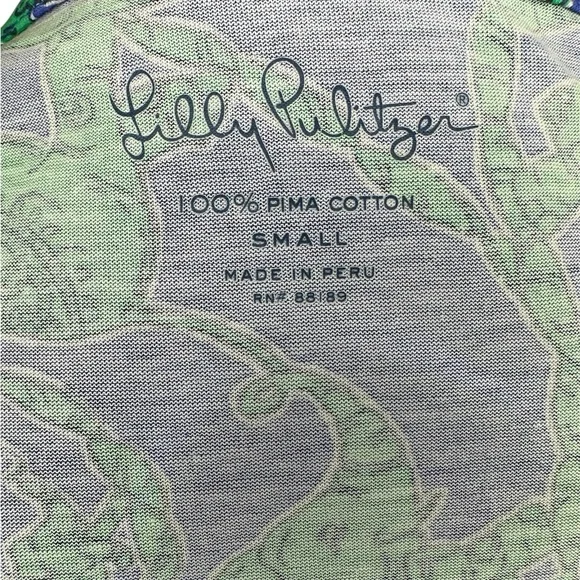 Lilly Pulitzer®
100% PIMA COTTON
SMALL
MADE IN PERU
RN# 88189